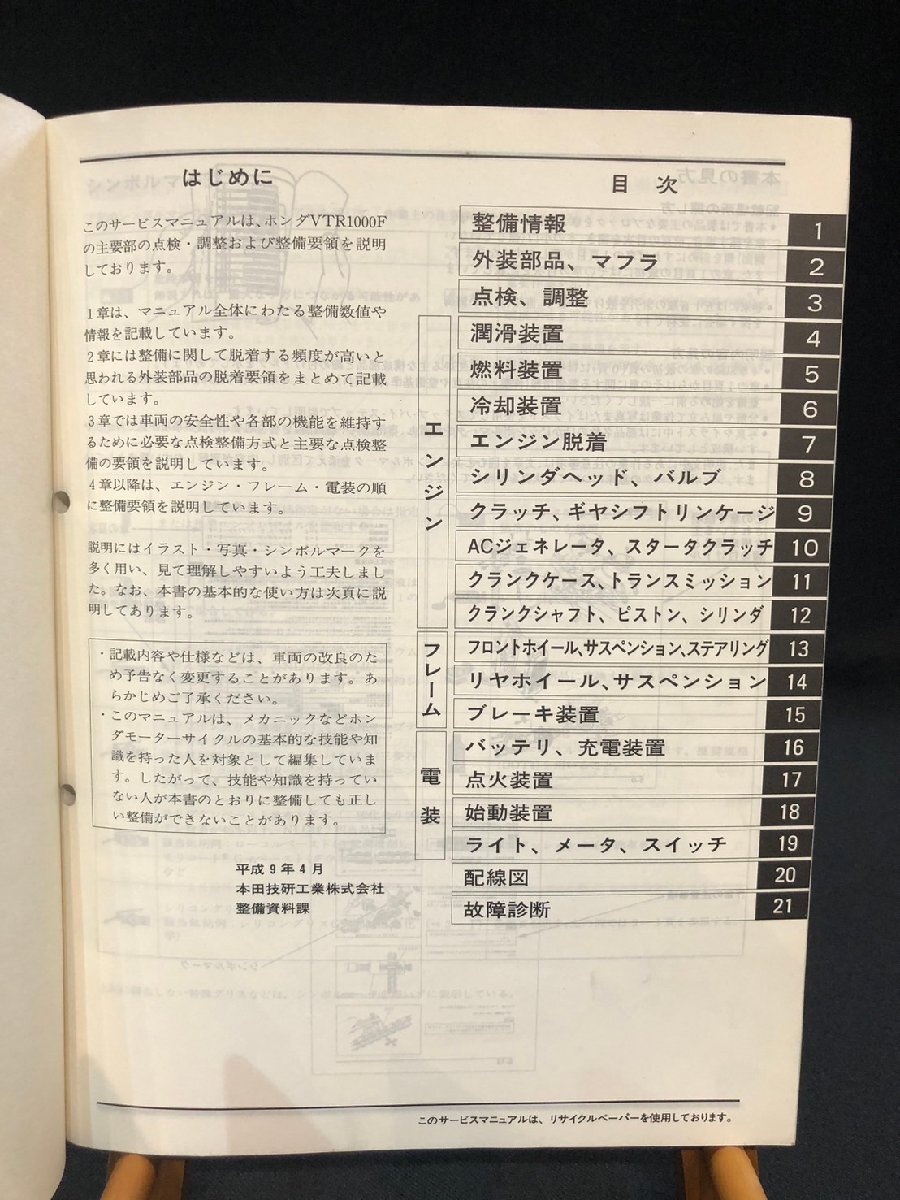 はじめに
このサービスマニュアルは、ホンダVTR1000F
の主要部の点検・調整および整備要領を説明
しております。
1章は、マニュアル全体にわたる整備数値や
情報を記載しています。
2章には整備に関して脱着する頻度が高いと
思われる外装部品の脱着要領をまとめて記載
しています。
3章では車両の安全性や各部の機能を維持す
るために必要な点検整備方式と主要な点検整
備の要領を説明しています。
4章以降は、エンジン・フレーム・電装の順
に整備要領を説明しています。
説明にはイラスト・写真・シンボルマークを
多く用い、見て理解しやすいよう工夫しまし
た。なお、本書の基本的な使い方は次頁に説
明してあります。
・記載内容や仕様などは、車両の改良のた
め予告なく変更することがあります。あ
らかじめご了承ください。
・このマニュアルは、メカニックなどホン
ダモーターサイクルの基本的な技能や知
識を持った人を対象として編集していま
す。したがって、技能や知識を持ってい
ない人が本書のとおりに整備しても正し
い整備ができないことがあります。
平成9年4月
本田技研工業株式会社
整備資料課
目 次
整備情報 1
外装部品、マフラ 2
点検、調整 3
エンジン
潤滑装置 4
燃料装置 5
冷却装置 6
エンジン脱着 7
シリンダヘッド、バルブ 8
クラッチ、ギヤシフトリンケージ 9
ACジェネレータ、スタータクラッチ 10
クランクケース、トランスミッション 11
クランクシャフト、ピストン、シリンダ 12
フレーム
フロントホイール、サスペンション、ステアリング 13
リヤホイール、サスペンション 14
ブレーキ装置 15
電装
バッテリ、充電装置 16
点火装置 17
始動装置 18
ライト、メータ、スイッチ 19
配線図 20
故障診断 21
このサービスマニュアルは、リサイクルペーパーを使用しております。